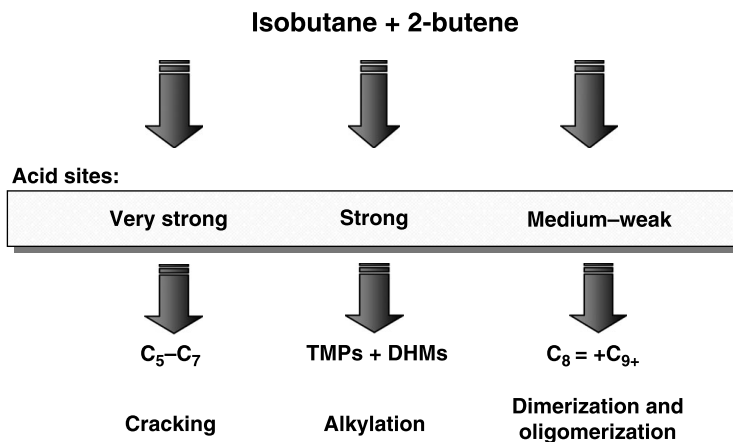 Isobutane + 2-butene
Acid sites:
Very strong Strong Medium–weak
C₅–C₇ TMPs + DHMs C₈ = +C₉₊
Cracking Alkylation Dimerization and
oligomerization